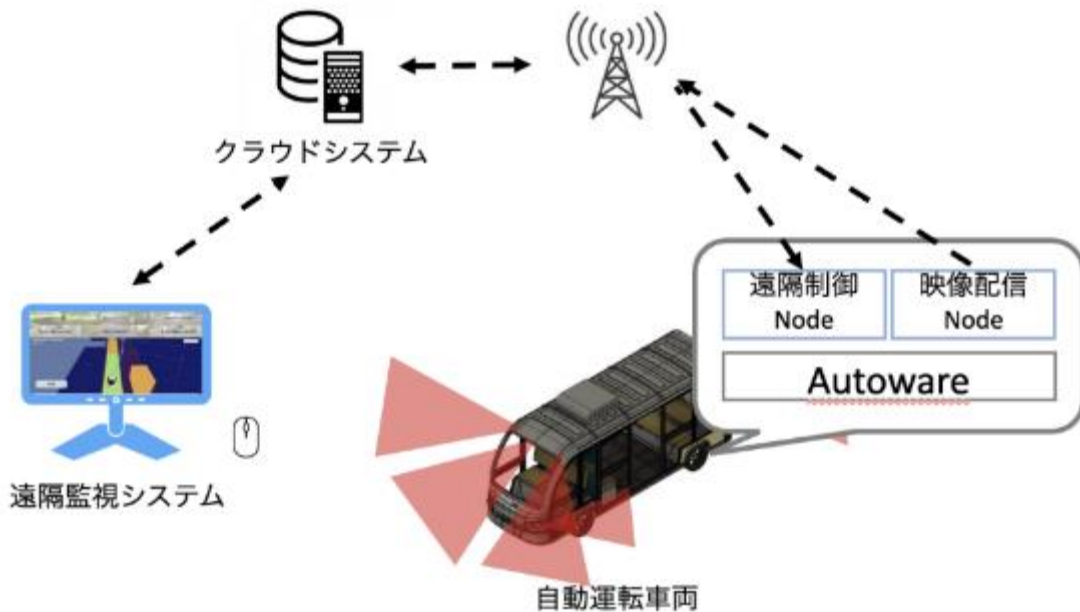 クラウドシステム
遠隔制御
Node
映像配信
Node
Autoware
遠隔監視システム
自動運転車両